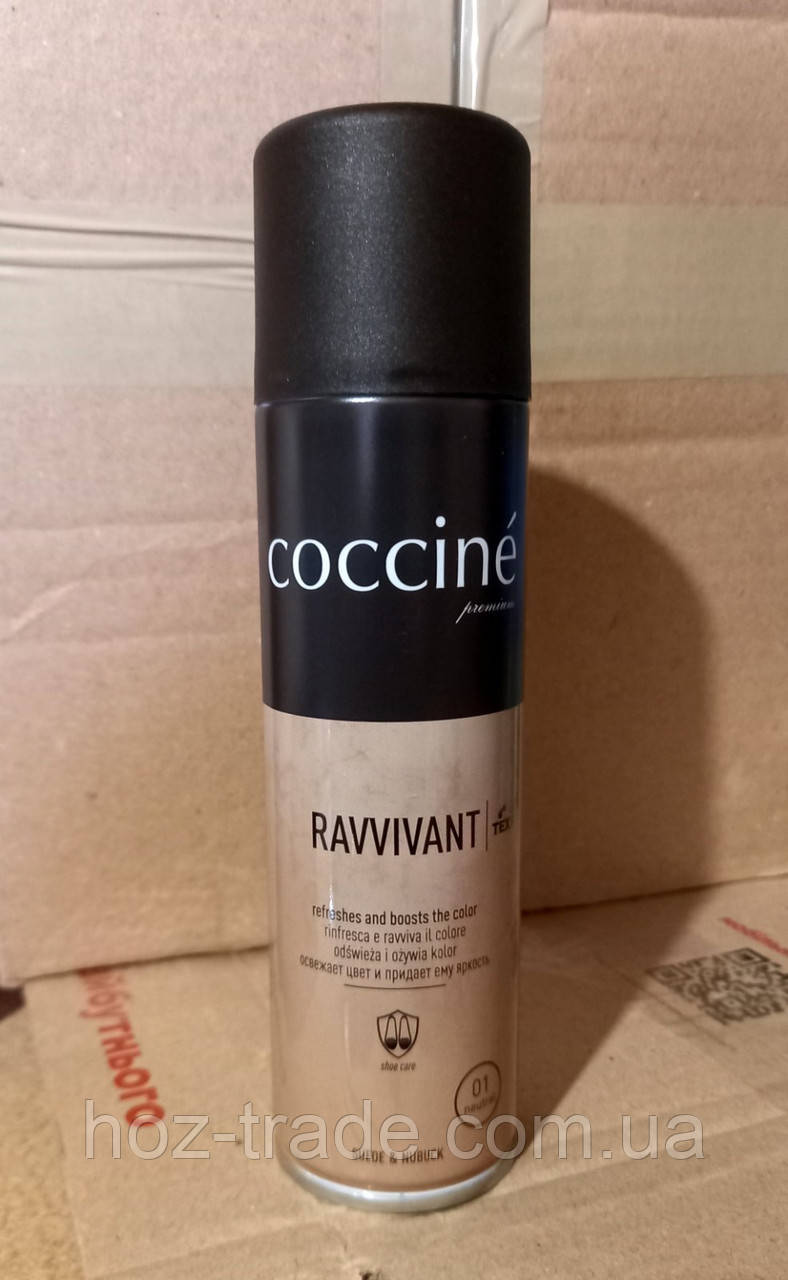 cocciné
premium
RAVVIVANT
TEX
refreshes and boosts the color
rinfresca e ravviva il colore
odświeża i ożywia kolor
освежает цвет и придает ему яркость
shoe care
01
neutral
SUEDE & NUBUCK
hoz-trade.com.ua